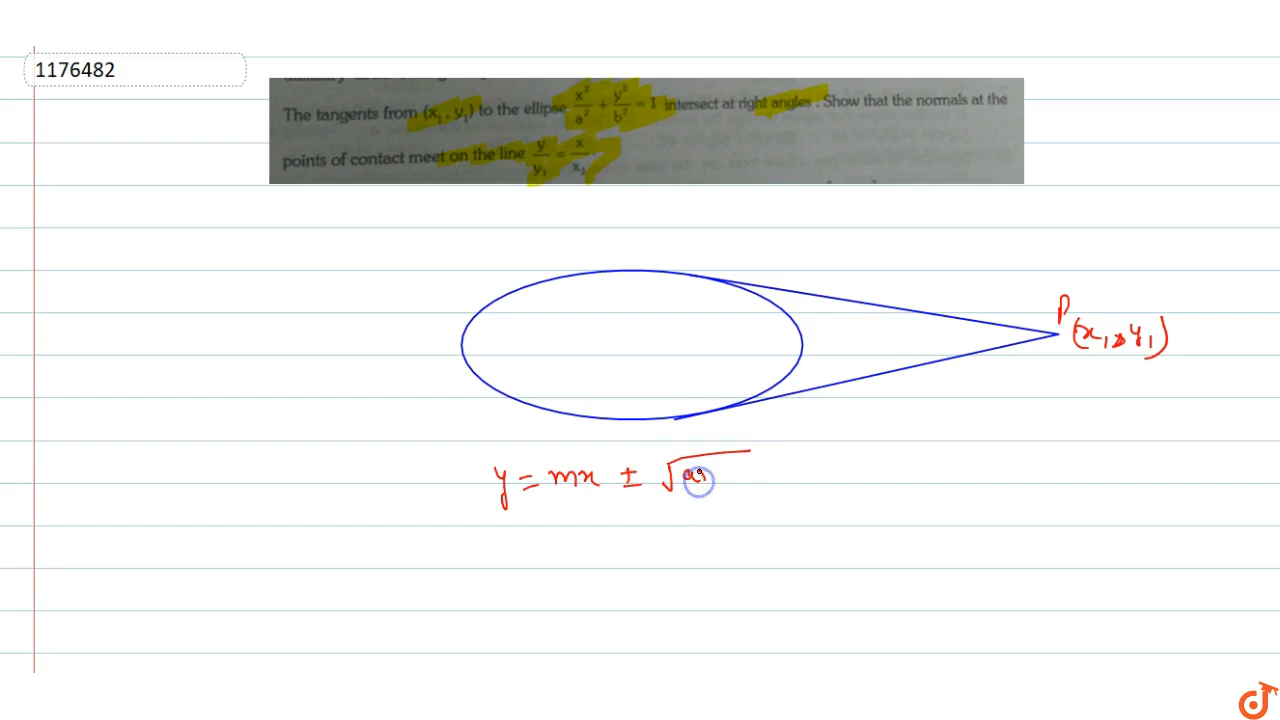 1176482
The tangents from (x₁, y₁) to the ellipse x²/a² + y²/b² = 1 intersect at right angles . Show that the normals at the
points of contact meet on the line y/y₁ = x/x₁ .
P
(x₁, y₁)
y = mx ± √a